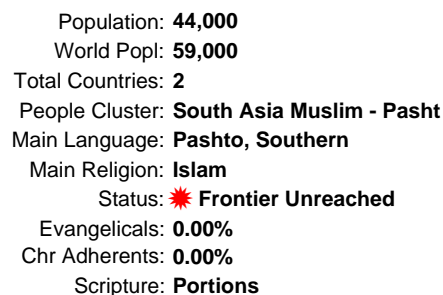 Population: 44,000
World Popl: 59,000
Total Countries: 2
People Cluster: South Asia Muslim - Pasht
Main Language: Pashto, Southern
Main Religion: Islam
Status: Frontier Unreached
Evangelicals: 0.00%
Chr Adherents: 0.00%
Scripture: Portions